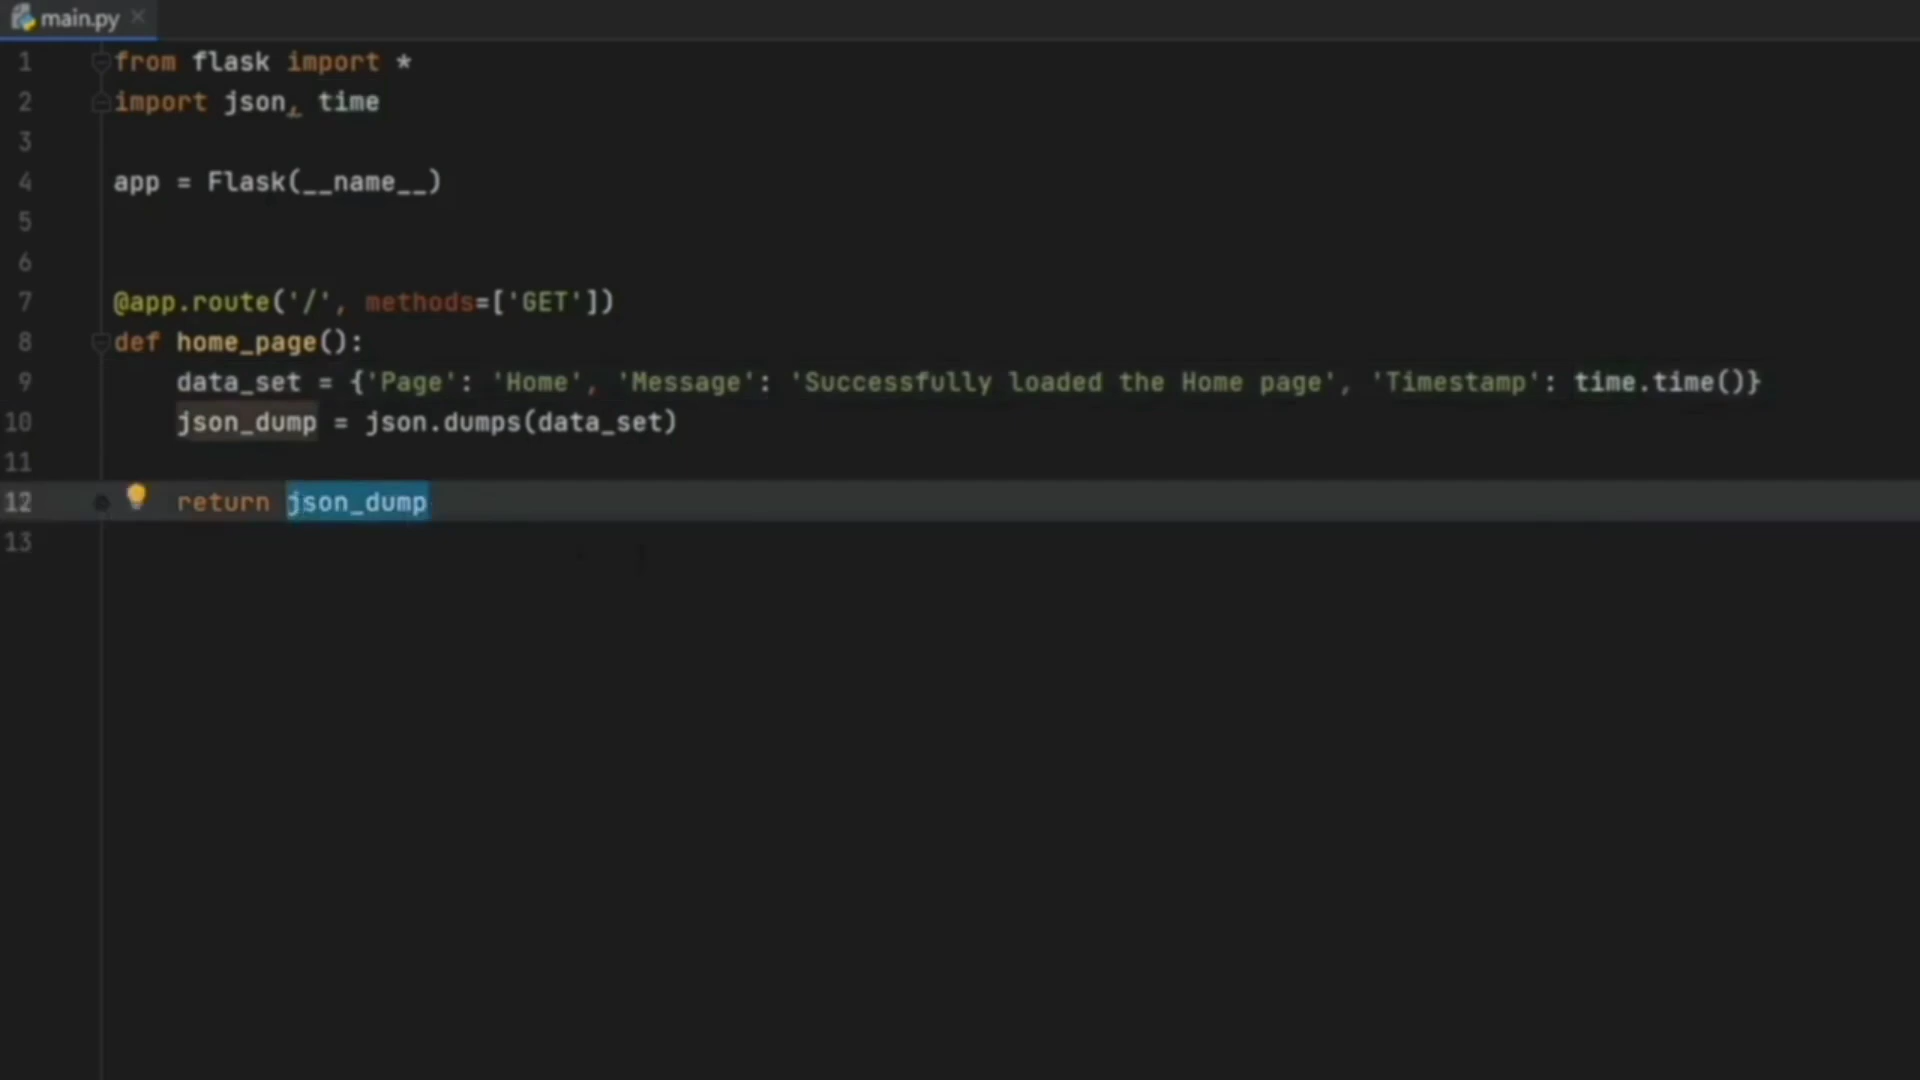 main.py
1 from flask import *
2 import json, time
3
4 app = Flask(__name__)
5
6
7 @app.route('/', methods=['GET'])
8 def home_page():
9 data_set = {'Page': 'Home', 'Message': 'Successfully loaded the Home page', 'Timestamp': time.time()}
10 json_dump = json.dumps(data_set)
11
12 return json_dump
13